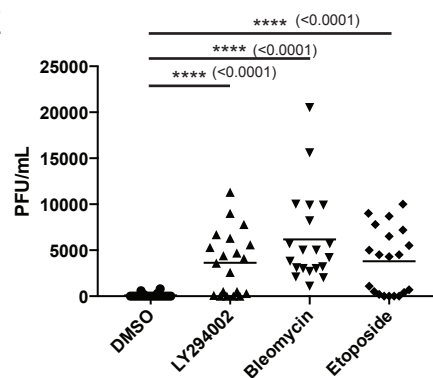 **** (<0.0001)
**** (<0.0001)
**** (<0.0001)
25000
20000
15000
10000
5000
0
PFU/mL
DMSO
LY294002
Bleomycin
Etoposide